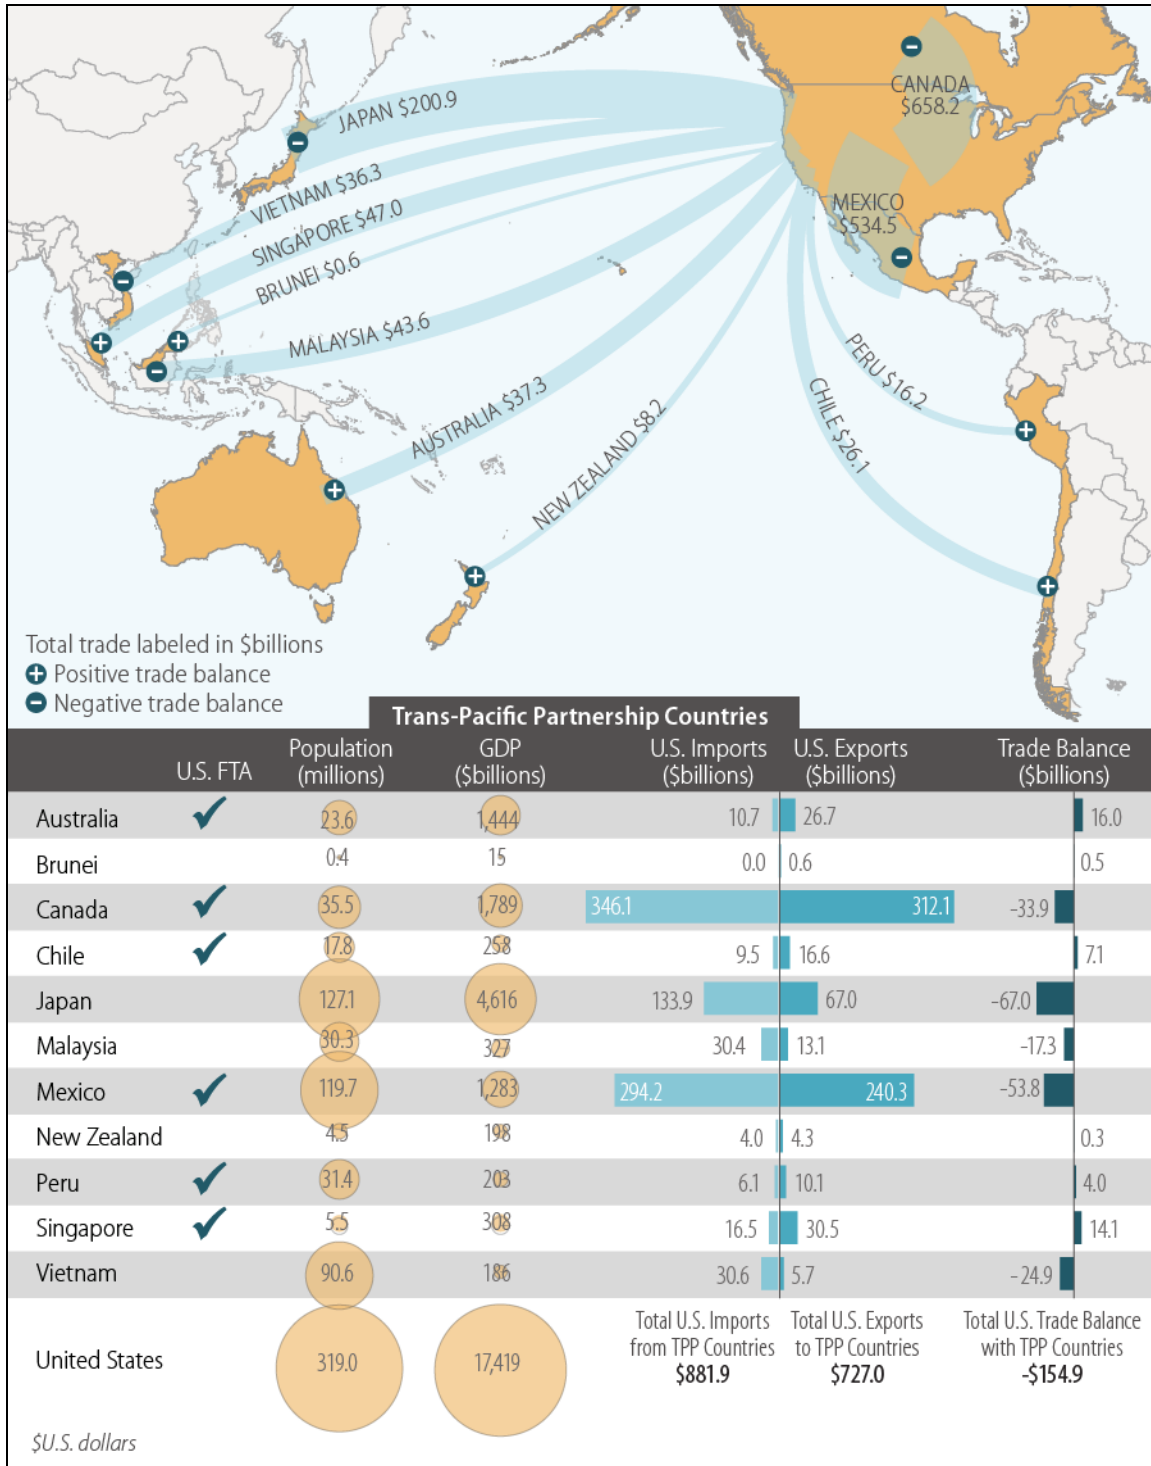 CANADA
$658.2
JAPAN $200.9
VIETNAM $36.3
MEXICO
$534.5
SINGAPORE $47.0
BRUNEI $0.6
MALAYSIA $43.6
PERU $16.2
AUSTRALIA $37.3
CHILE $26.1
NEW ZEALAND $8.2
Total trade labeled in $billions
Positive trade balance
Negative trade balance
Trans-Pacific Partnership Countries
U.S. FTA Population (millions) GDP ($billions) U.S. Imports ($billions) U.S. Exports ($billions) Trade Balance ($billions)
Australia 23.6 1,444 10.7 26.7 16.0
Brunei 0.4 15 0.0 0.6 0.5
Canada 35.5 1,789 346.1 312.1 -33.9
Chile 17.8 258 9.5 16.6 7.1
Japan 127.1 4,616 133.9 67.0 -67.0
Malaysia 30.3 327 30.4 13.1 -17.3
Mexico 119.7 1,283 294.2 240.3 -53.8
New Zealand 4.5 198 4.0 4.3 0.3
Peru 31.4 203 6.1 10.1 4.0
Singapore 5.5 308 16.5 30.5 14.1
Vietnam 90.6 186 30.6 5.7 -24.9
United States 319.0 17,419
Total U.S. Imports
from TPP Countries
$881.9
Total U.S. Exports
to TPP Countries
$727.0
Total U.S. Trade Balance
with TPP Countries
-$154.9
$U.S. dollars